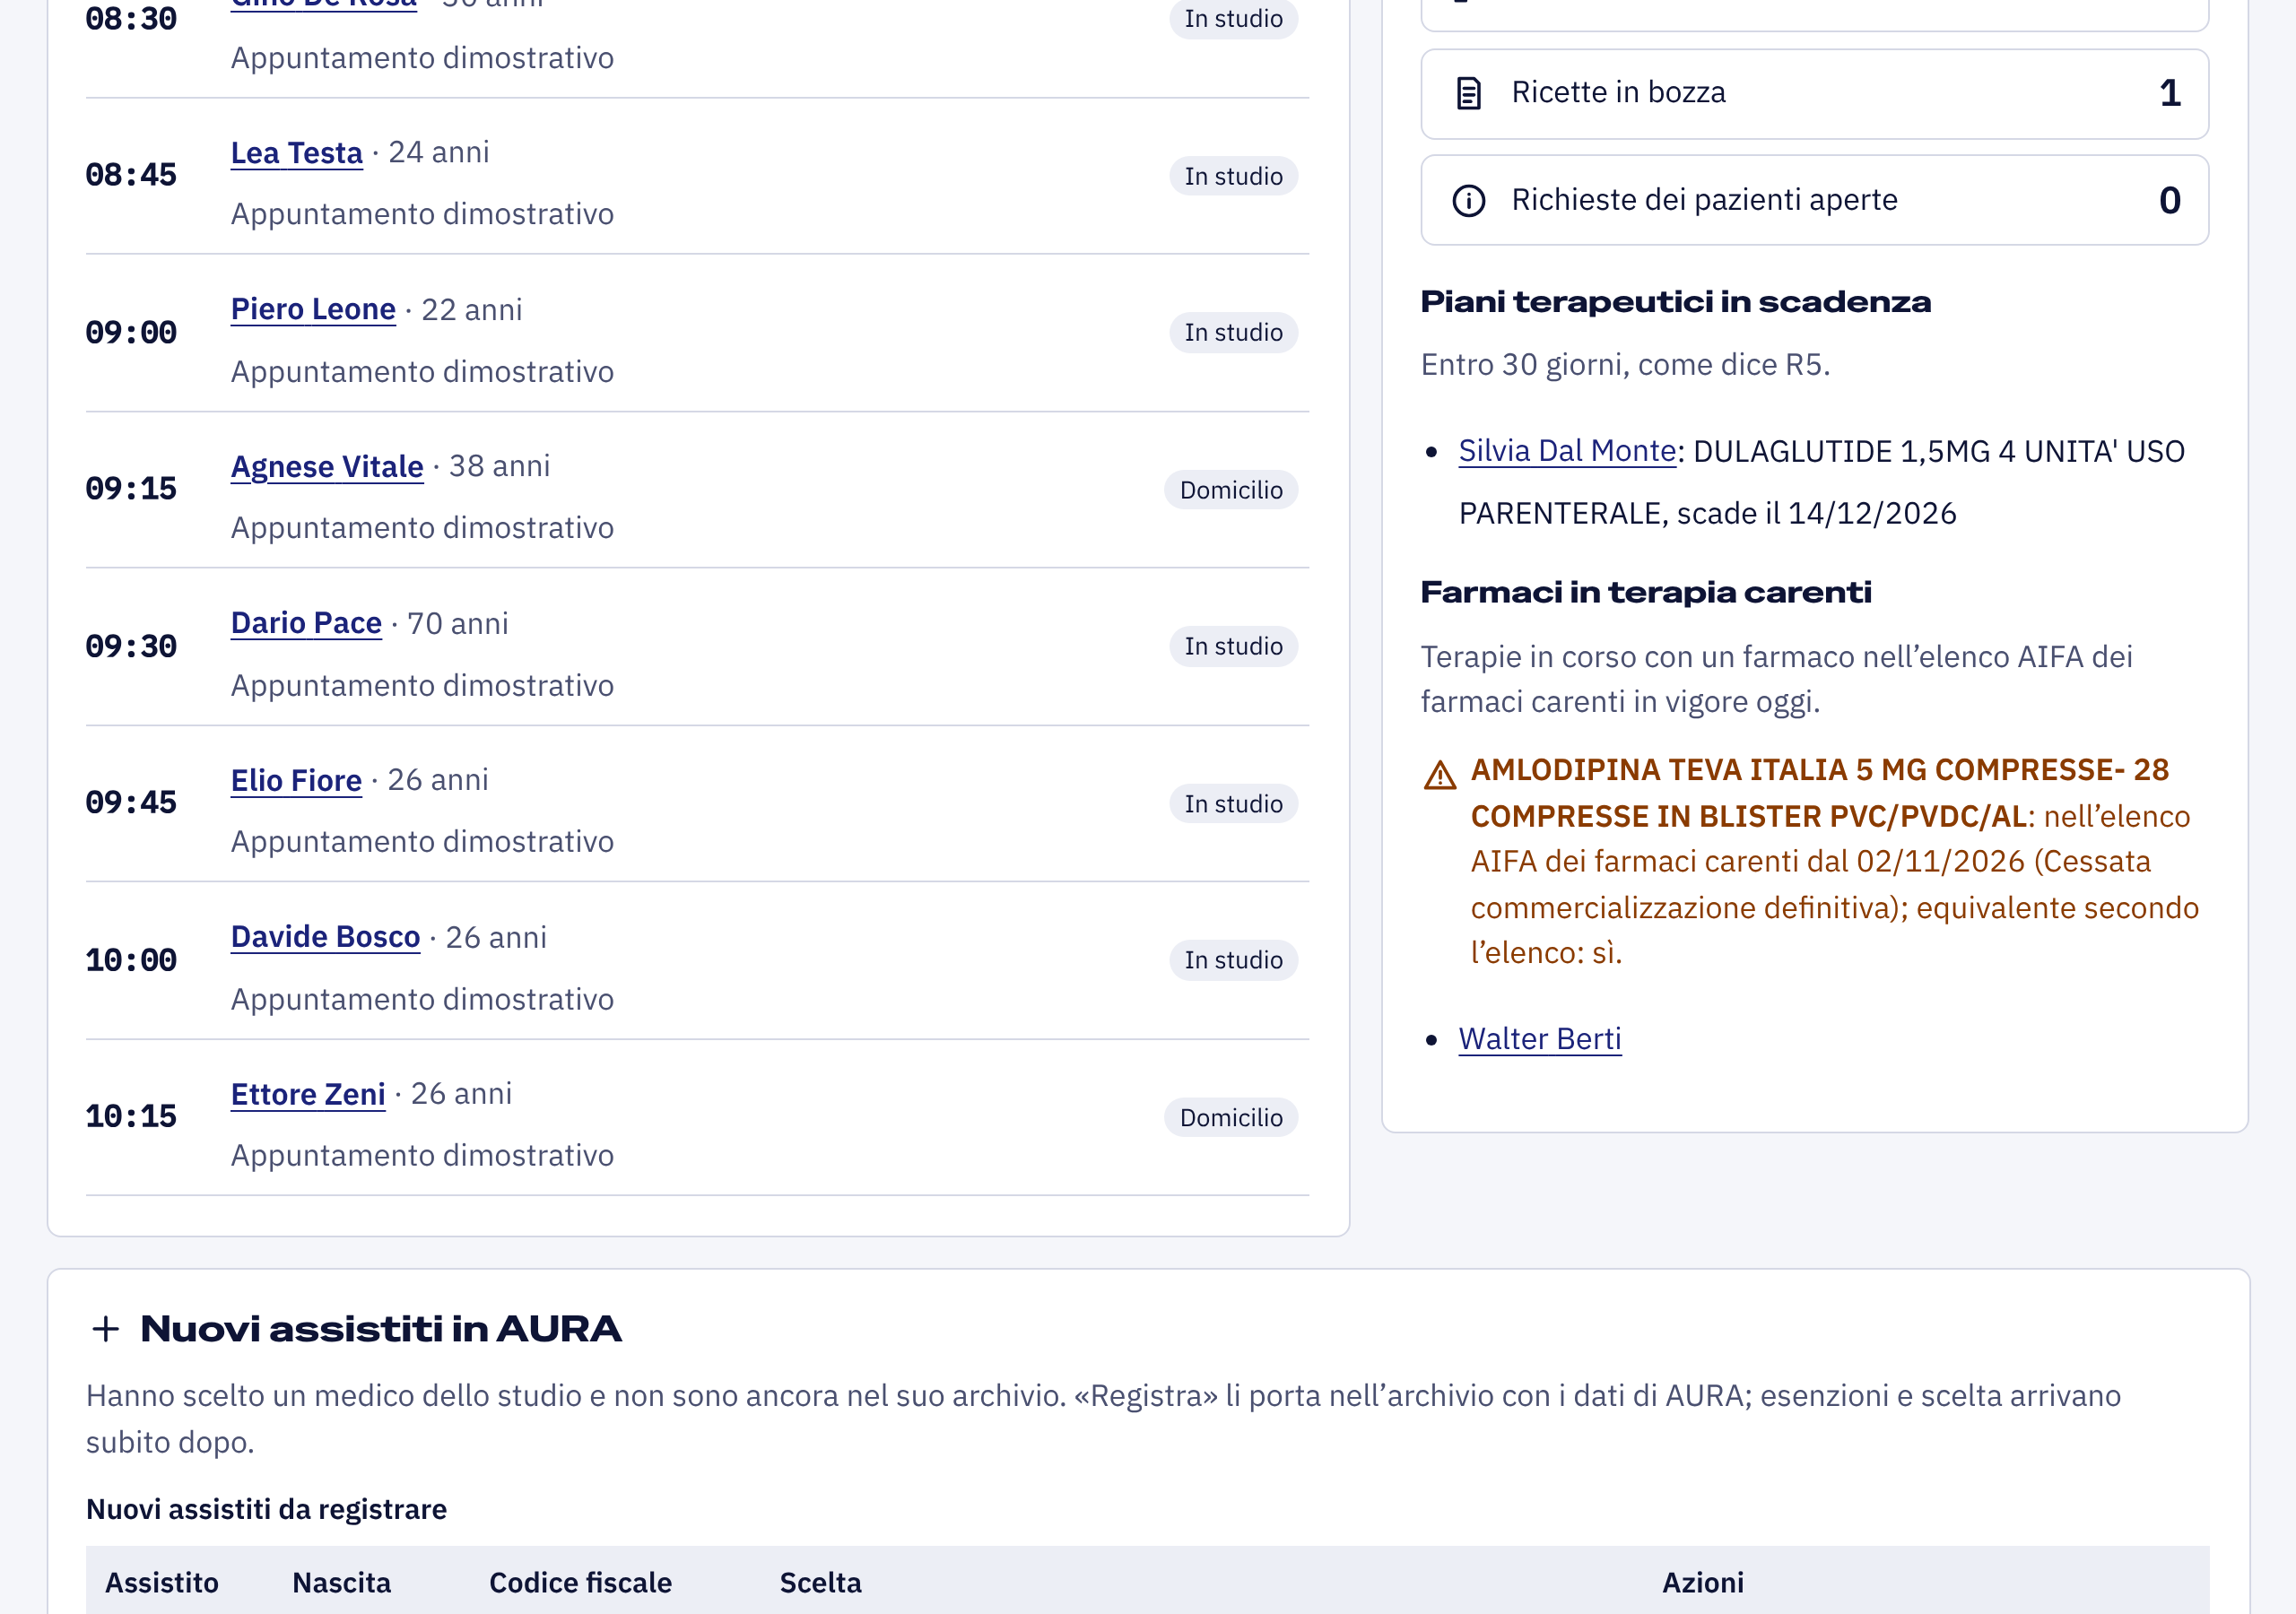 08:30
Gino De Rosa · 50 anni
In studio
Appuntamento dimostrativo
08:45
Lea Testa · 24 anni
In studio
Appuntamento dimostrativo
09:00
Piero Leone · 22 anni
In studio
Appuntamento dimostrativo
09:15
Agnese Vitale · 38 anni
Domicilio
Appuntamento dimostrativo
09:30
Dario Pace · 70 anni
In studio
Appuntamento dimostrativo
09:45
Elio Fiore · 26 anni
In studio
Appuntamento dimostrativo
10:00
Davide Bosco · 26 anni
In studio
Appuntamento dimostrativo
10:15
Ettore Zeni · 26 anni
Domicilio
Appuntamento dimostrativo
Ricette in bozza 1
Richieste dei pazienti aperte 0
Piani terapeutici in scadenza
Entro 30 giorni, come dice R5.
• Silvia Dal Monte: DULAGLUTIDE 1,5MG 4 UNITA' USO
PARENTERALE, scade il 14/12/2026
Farmaci in terapia carenti
Terapie in corso con un farmaco nell’elenco AIFA dei
farmaci carenti in vigore oggi.
AMLODIPINA TEVA ITALIA 5 MG COMPRESSE- 28
COMPRESSE IN BLISTER PVC/PVDC/AL: nell’elenco
AIFA dei farmaci carenti dal 02/11/2026 (Cessata
commercializzazione definitiva); equivalente secondo
l’elenco: sì.
• Walter Berti
+ Nuovi assistiti in AURA
Hanno scelto un medico dello studio e non sono ancora nel suo archivio. «Registra» li porta nell’archivio con i dati di AURA; esenzioni e scelta arrivano
subito dopo.
Nuovi assistiti da registrare
Assistito Nascita Codice fiscale Scelta Azioni